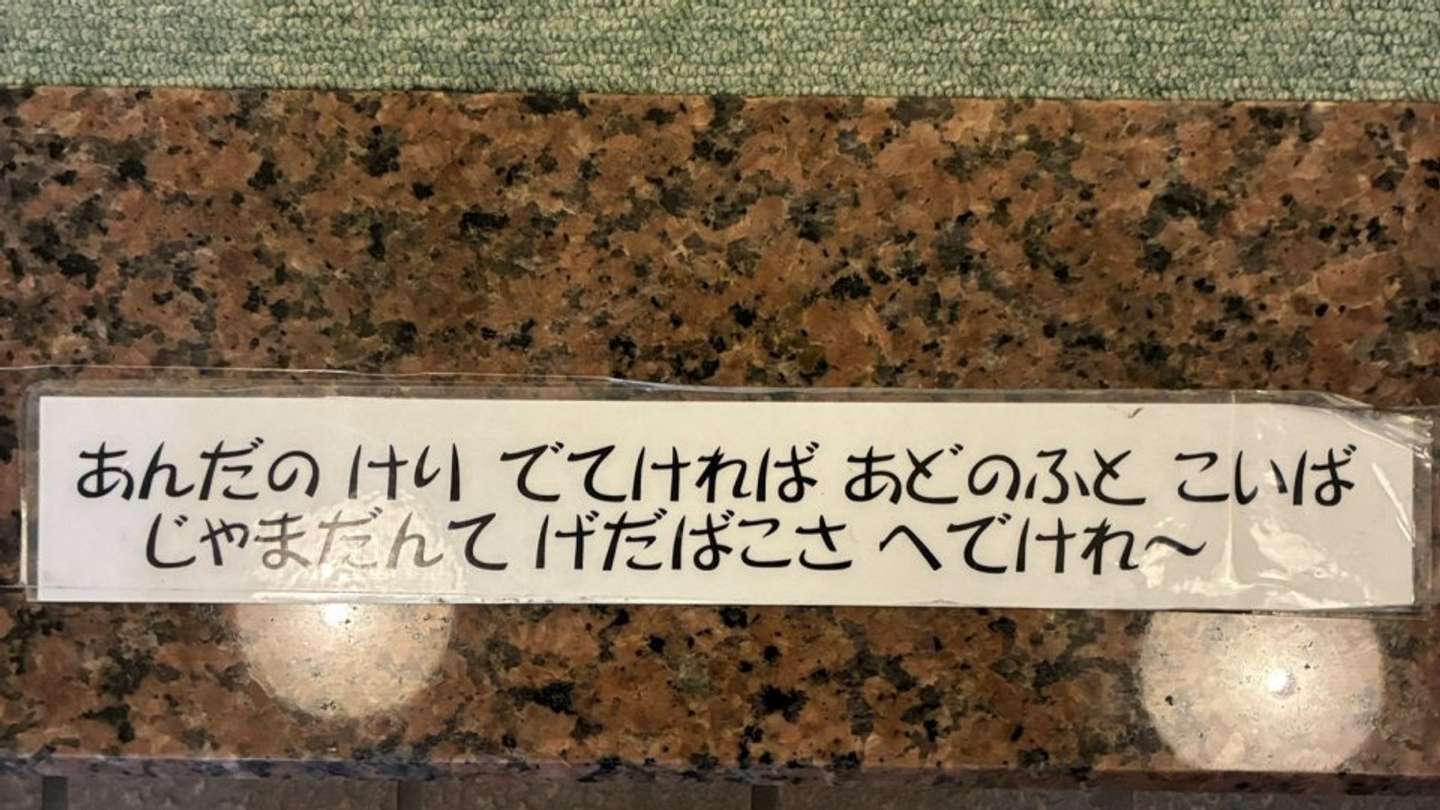 あんだの けり でてければ あどのふと こいば
じゃまだんて げだばこさ へでけれ～